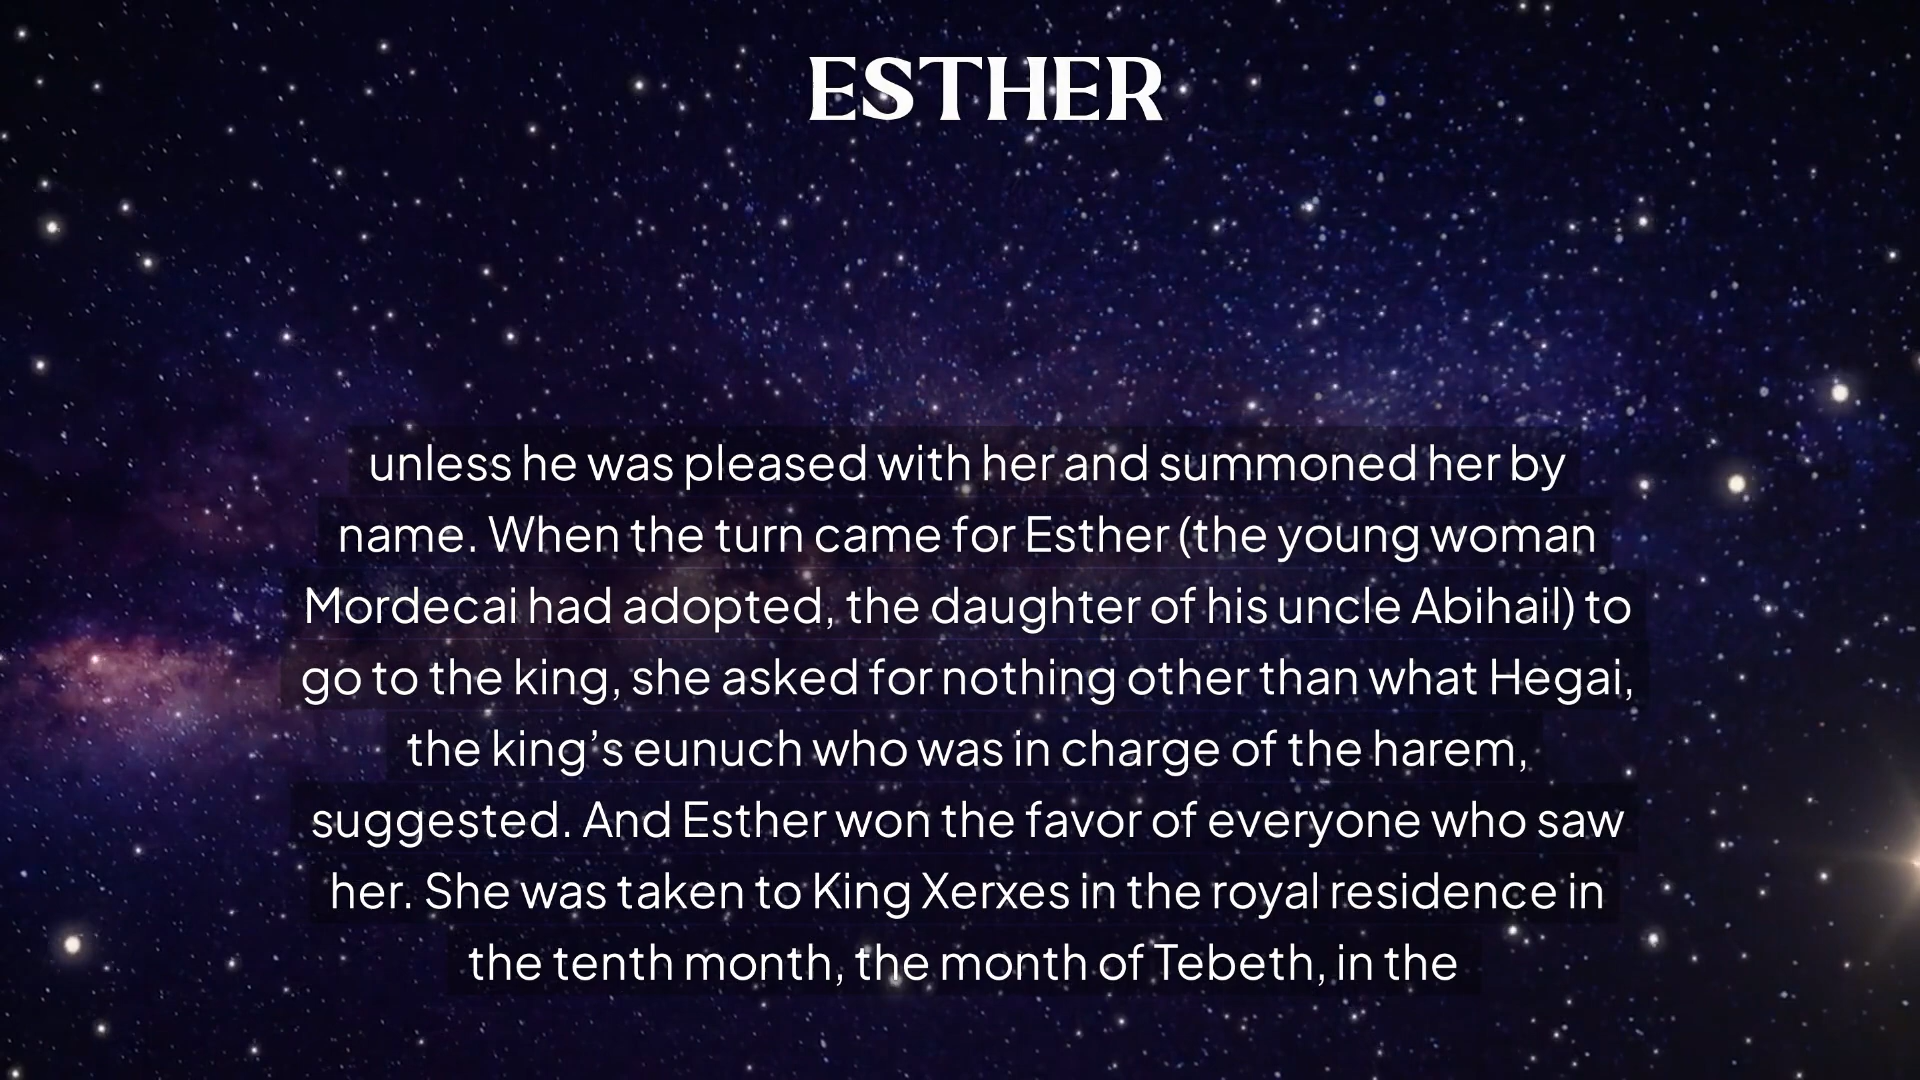 ESTHER
unless he was pleased with her and summoned her by
name. When the turn came for Esther (the young woman
Mordecai had adopted, the daughter of his uncle Abihail) to
go to the king, she asked for nothing other than what Hegai,
the king’s eunuch who was in charge of the harem,
suggested. And Esther won the favor of everyone who saw
her. She was taken to King Xerxes in the royal residence in
the tenth month, the month of Tebeth, in the